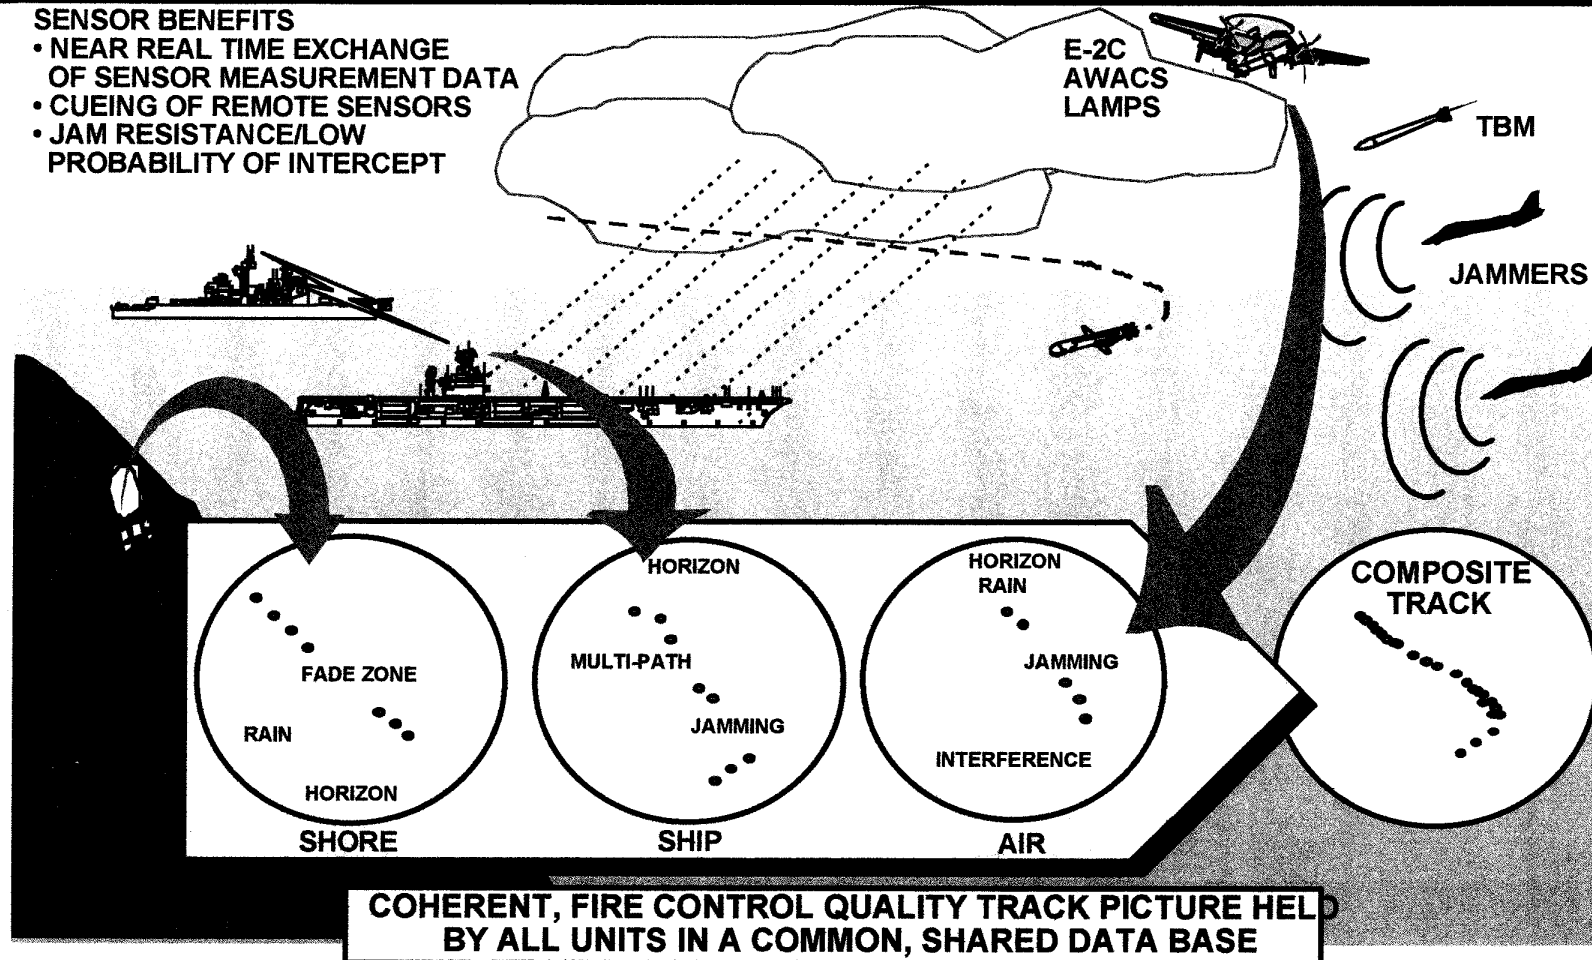 SENSOR BENEFITS
• NEAR REAL TIME EXCHANGE
OF SENSOR MEASUREMENT DATA
• CUEING OF REMOTE SENSORS
• JAM RESISTANCE/LOW
PROBABILITY OF INTERCEPT
E-2C
AWACS
LAMPS
TBM
JAMMERS
FADE ZONE
RAIN
HORIZON
SHORE
HORIZON
MULTI-PATH
JAMMING
SHIP
HORIZON
RAIN
JAMMING
INTERFERENCE
AIR
COMPOSITE
TRACK
COHERENT, FIRE CONTROL QUALITY TRACK PICTURE HELD
BY ALL UNITS IN A COMMON, SHARED DATA BASE